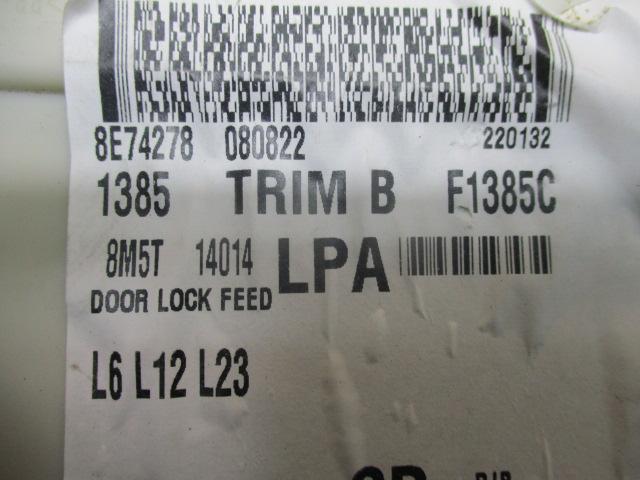 8E74278 080822 220132
1385 TRIM B F1385C
8M5T 14014 LPA
DOOR LOCK FEED
L6 L12 L23